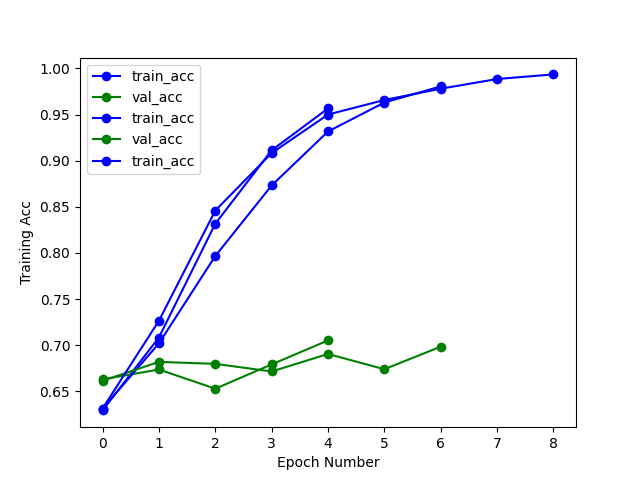 train_acc
val_acc
train_acc
val_acc
train_acc
1.00
0.95
0.90
0.85
0.80
0.75
0.70
0.65
Training Acc
0 1 2 3 4 5 6 7 8
Epoch Number